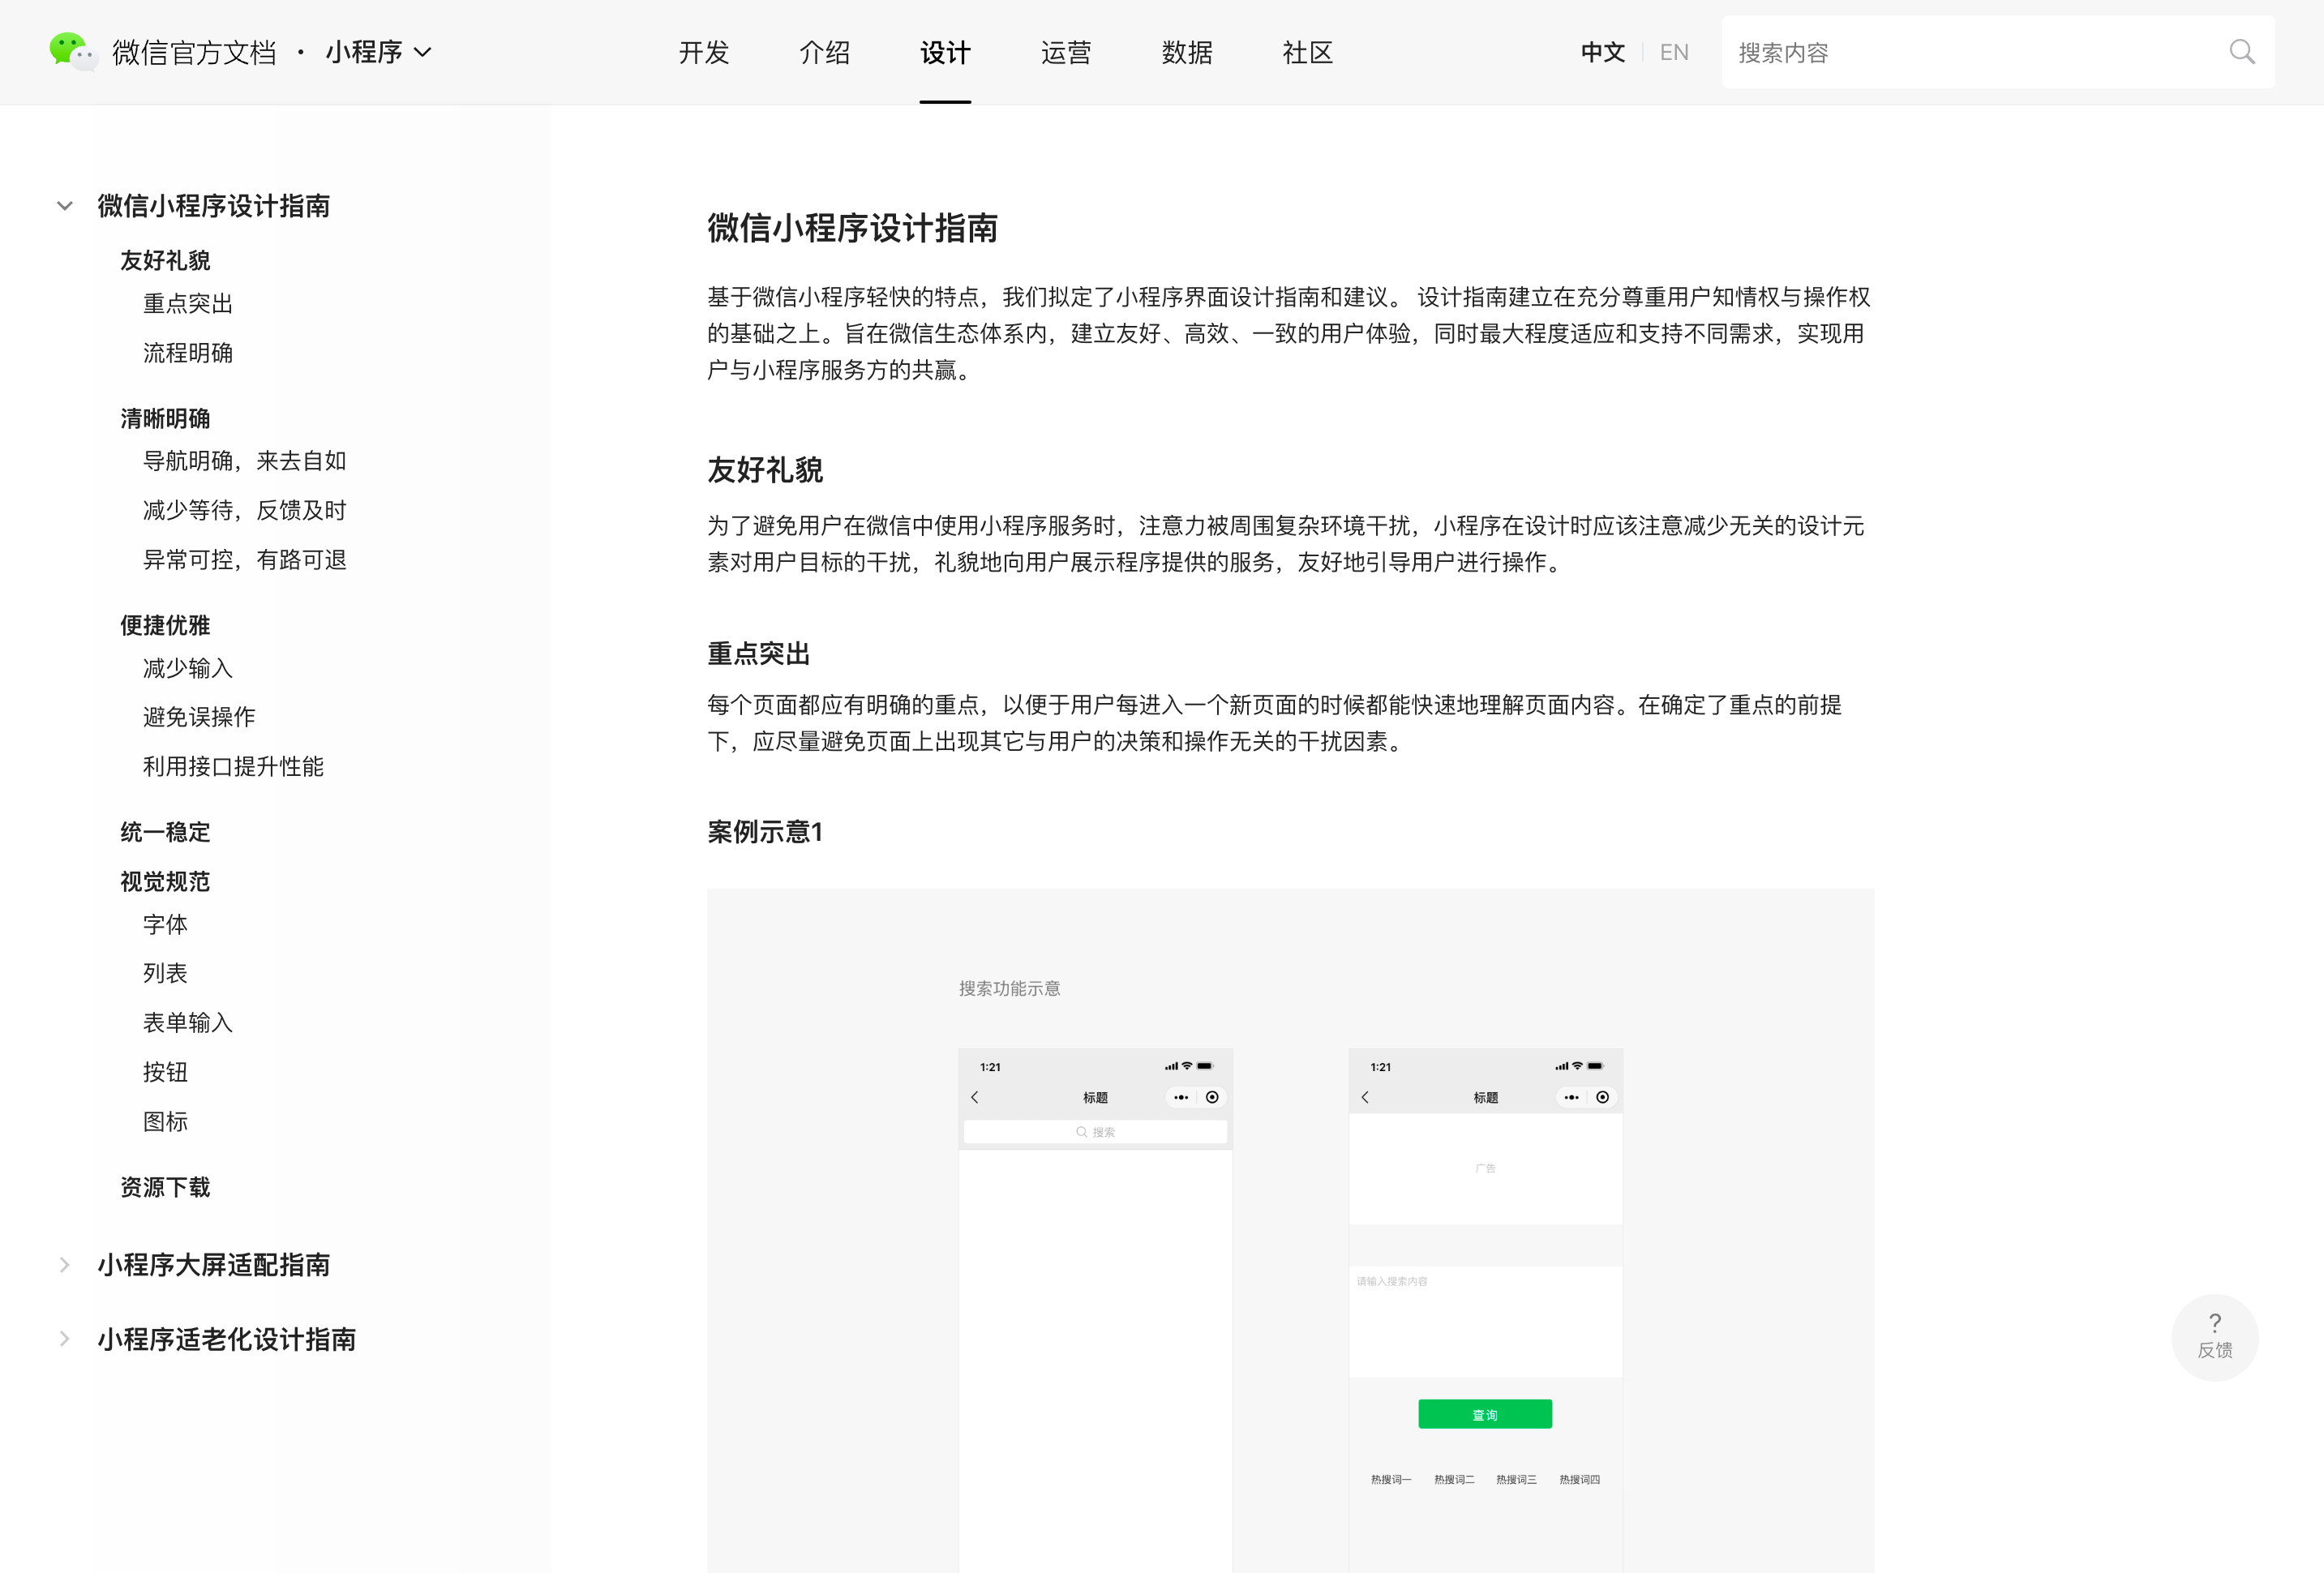 微信官方文档 · 小程序
开发 介绍 设计 运营 数据 社区
中文 EN
搜索内容
微信小程序设计指南
友好礼貌
重点突出
流程明确
清晰明确
导航明确，来去自如
减少等待，反馈及时
异常可控，有路可退
便捷优雅
减少输入
避免误操作
利用接口提升性能
统一稳定
视觉规范
字体
列表
表单输入
按钮
图标
资源下载
小程序大屏适配指南
小程序适老化设计指南
微信小程序设计指南
基于微信小程序轻快的特点，我们拟定了小程序界面设计指南和建议。 设计指南建立在充分尊重用户知情权与操作权
的基础之上。旨在微信生态体系内，建立友好、高效、一致的用户体验，同时最大程度适应和支持不同需求，实现用
户与小程序服务方的共赢。
友好礼貌
为了避免用户在微信中使用小程序服务时，注意力被周围复杂环境干扰，小程序在设计时应该注意减少无关的设计元
素对用户目标的干扰，礼貌地向用户展示程序提供的服务，友好地引导用户进行操作。
重点突出
每个页面都应有明确的重点，以便于用户每进入一个新页面的时候都能快速地理解页面内容。在确定了重点的前提
下，应尽量避免页面上出现其它与用户的决策和操作无关的干扰因素。
案例示意1
搜索功能示意
1:21
标题
搜索
1:21
标题
广告
请输入搜索内容
查询
热搜词一 热搜词二 热搜词三 热搜词四
?
反馈